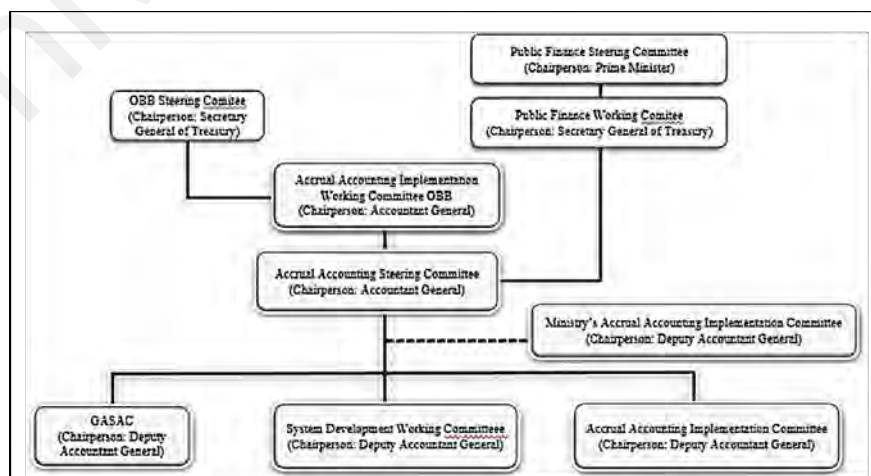 Public Finance Steering Committee
(Chairperson: Prime Minister)
OBB Steering Comitee
(Chairperson: Secretary
General of Treasury)
Public Finance Working Comitee
(Chairperson: Secretary General of Treasury)
Accrual Accounting Implementation
Working Committee OBB
(Chairperson: Accountant General)
Accrual Accounting Steering Committee
(Chairperson: Accountant General)
Ministry's Accrual Accounting Implementation Committee
(Chairperson: Deputy Accountant General)
GASAC
(Chairperson: Deputy
Accountant General)
System Development Working Committeee
(Chairperson: Deputy Accountant General)
Accrual Accounting Implementation Committee
(Chairperson: Deputy Accountant General)